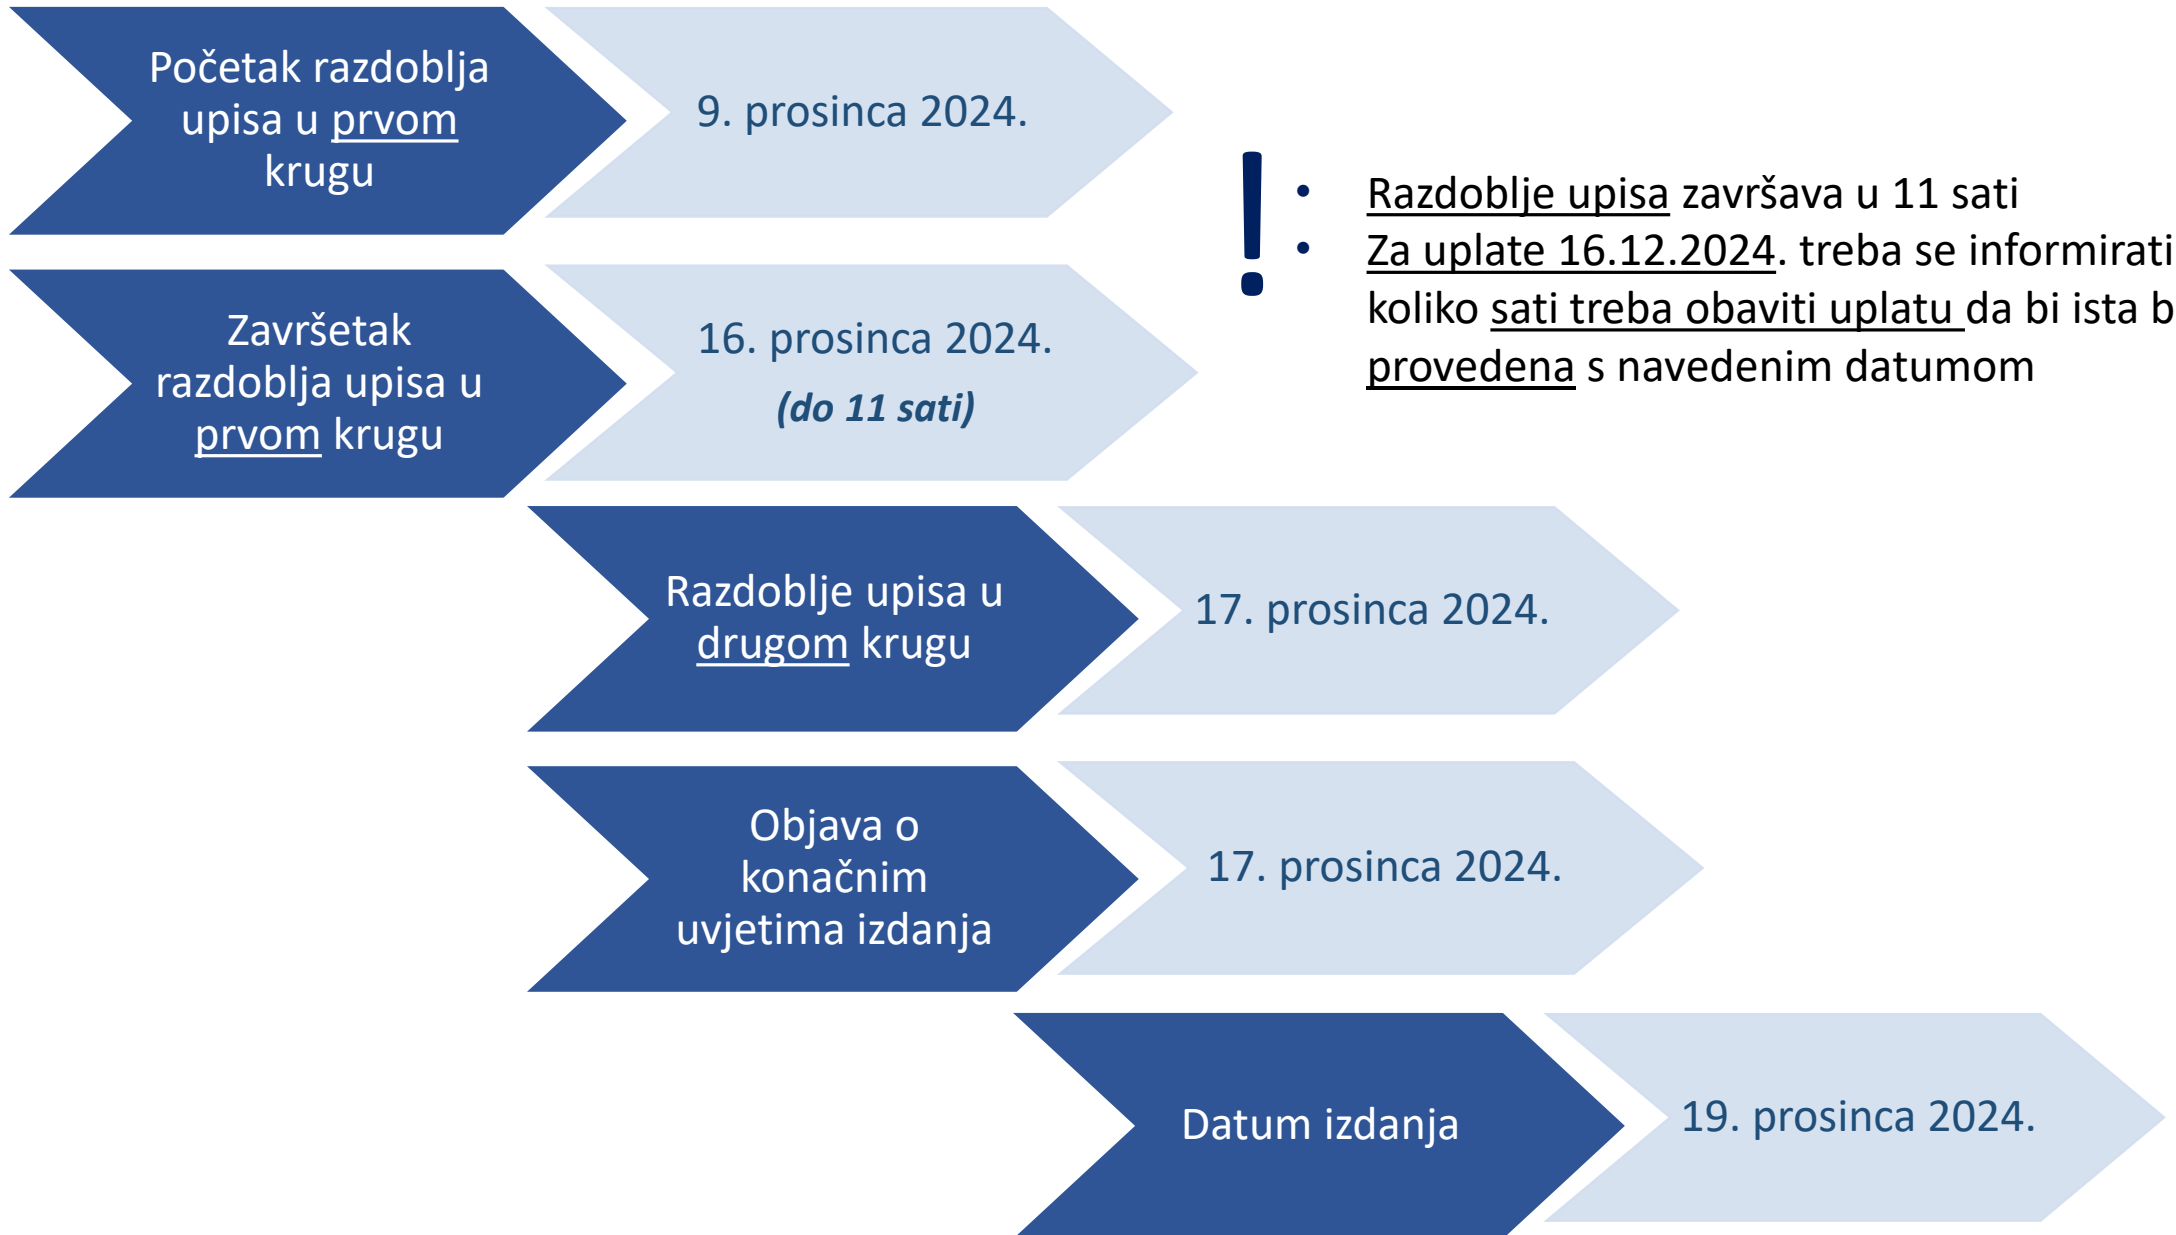 Početak razdoblja
upisa u prvom
krugu
9. prosinca 2024.
!
• Razdoblje upisa završava u 11 sati
• Za uplate 16.12.2024. treba se informirati
koliko sati treba obaviti uplatu da bi ista b
provedena s navedenim datumom
Završetak
razdoblja upisa u
prvom krugu
16. prosinca 2024.
(do 11 sati)
Razdoblje upisa u
drugom krugu
17. prosinca 2024.
Objava o
konačnim
uvjetima izdanja
17. prosinca 2024.
Datum izdanja
19. prosinca 2024.